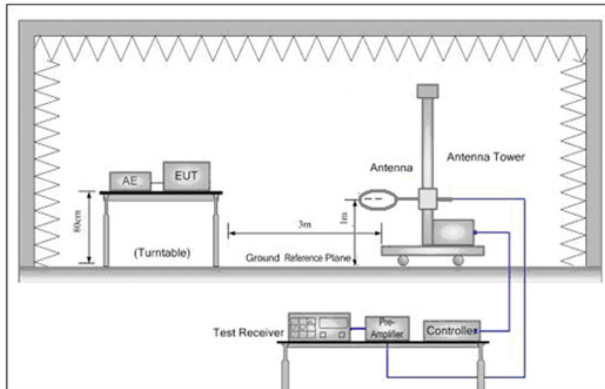 Antenna
Antenna Tower
AE
EUT
80cm
(Turntable)
3m
1m
Ground Reference Plane
Test Receiver
Pre-
Amplifier
Controller